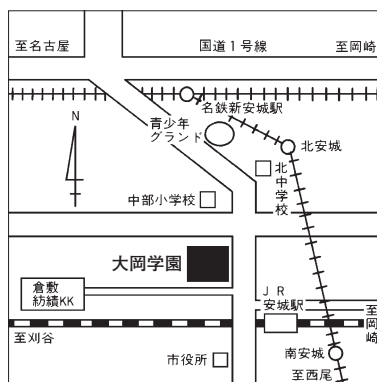 至名古屋
国道1号線
至岡崎
名鉄新安城駅
青少年
グランド
N
北安城
北中学校
中部小学校
大岡学園
倉敷
紡績KK
JR
安城駅
至岡崎
至刈谷
南安城
市役所
至西尾